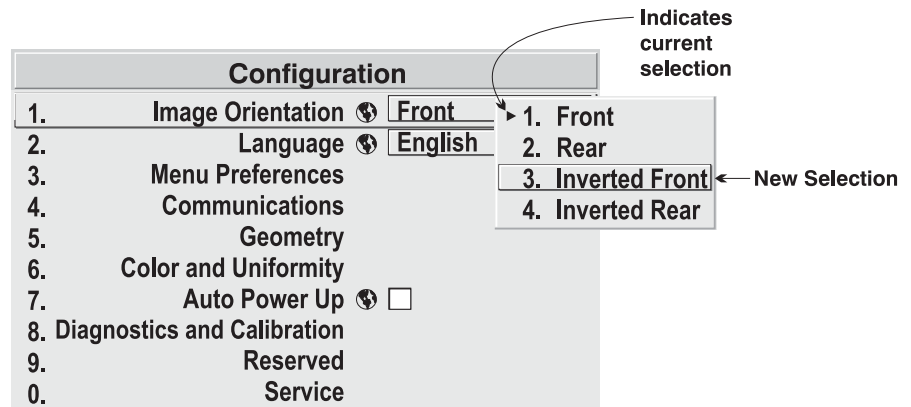 Indicates
current
selection
Configuration
1. Image Orientation Front
2. Language English
3. Menu Preferences
4. Communications
5. Geometry
6. Color and Uniformity
7. Auto Power Up
8. Diagnostics and Calibration
9. Reserved
0. Service
1. Front
2. Rear
3. Inverted Front
4. Inverted Rear
New Selection